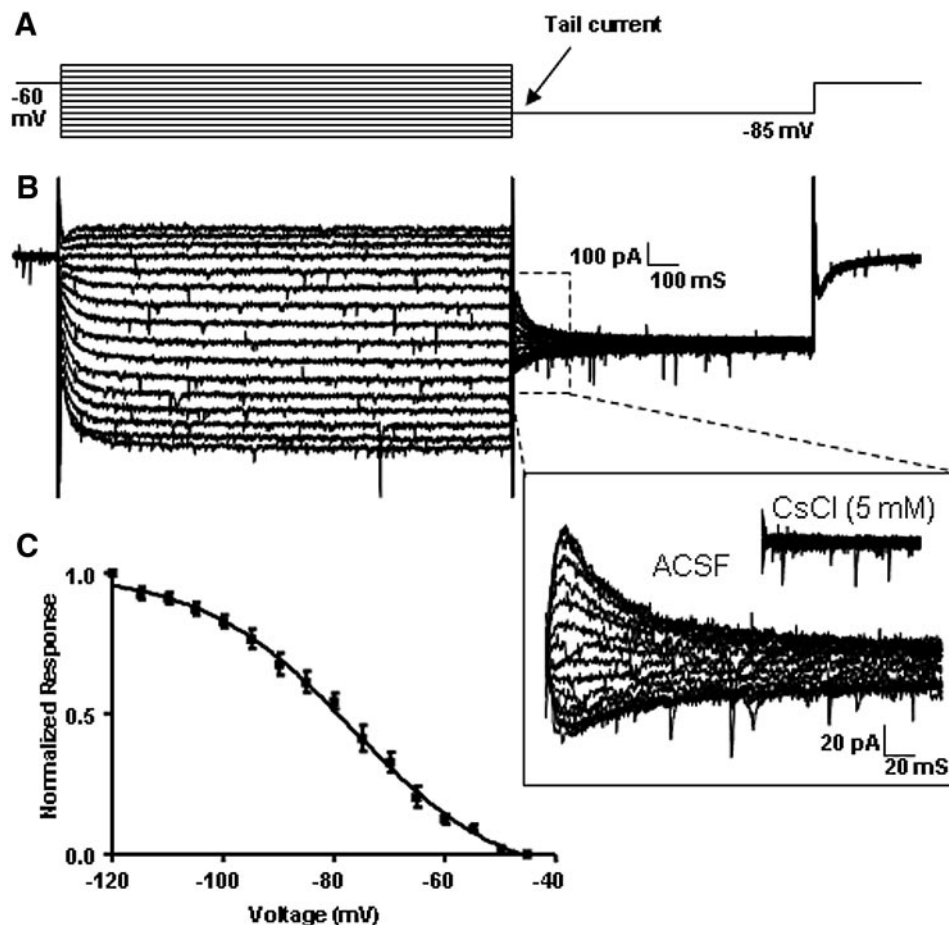 A
Tail current
-60
mV
-85 mV
B
100 pA
100 mS
CsCl (5 mM)
ACSF
20 pA
20 mS
C
Normalized Response
1.0
0.5
0.0
-120
-100
-80
-60
-40
Voltage (mV)